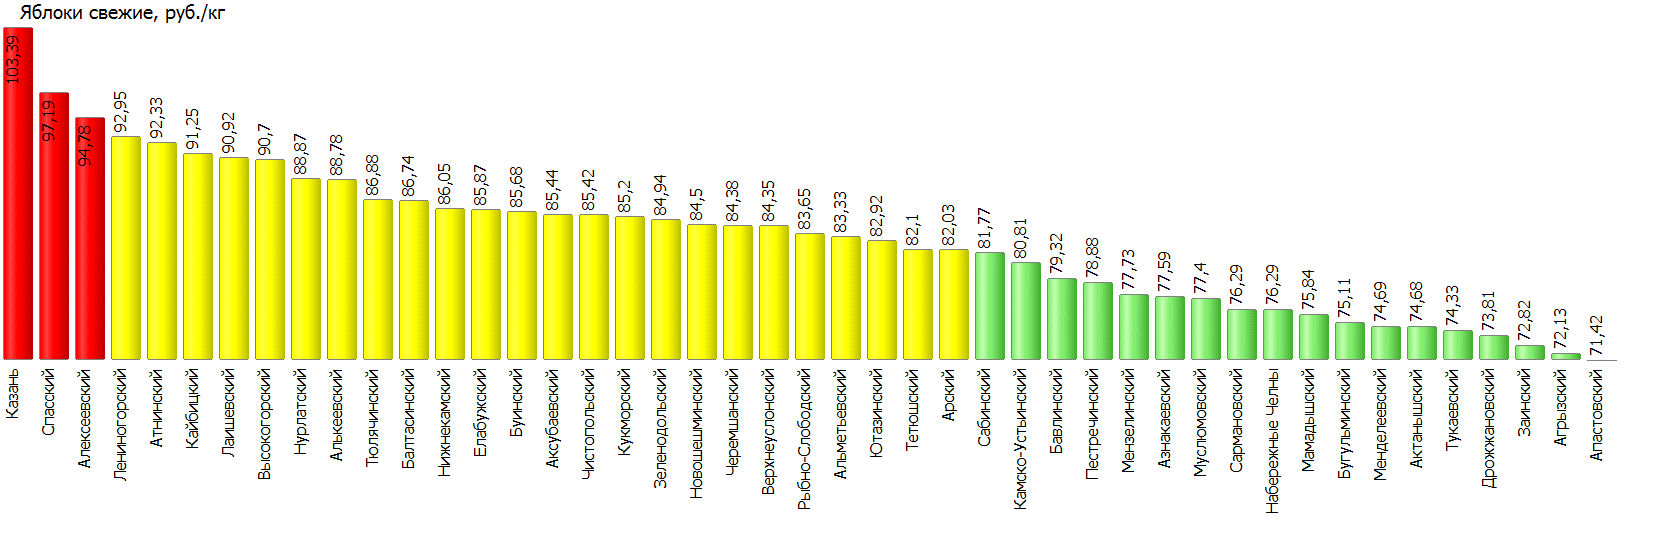 Яблоки свежие, руб./кг
103,39
97,19
94,78
92,95
92,33
91,25
90,92
90,7
88,87
88,78
86,88
86,74
86,05
85,87
85,68
85,44
85,42
85,2
84,94
84,5
84,38
84,35
83,65
83,33
82,92
82,1
82,03
81,77
80,81
79,32
78,88
77,73
77,59
77,4
76,29
76,29
75,84
75,11
74,69
74,68
74,33
73,81
72,82
72,13
71,42
Казань
Спасский
Алексеевский
Лениногорский
Атнинский
Кайбицкий
Лаишевский
Высокогорский
Нурлатский
Алькеевский
Тюлячинский
Балтасинский
Нижнекамский
Елабужский
Буинский
Аксубаевский
Чистопольский
Кукморский
Зеленодольский
Новошешминский
Черемшанский
Верхнеуслонский
Рыбно-Слободский
Альметьевский
Ютазинский
Тетюшский
Арский
Сабинский
Камско-Устьинский
Бавлинский
Пестречинский
Мензелинский
Азнакаевский
Муслюмовский
Сармановский
Набережные Челны
Мамадышский
Бугульминский
Менделеевский
Актанышский
Тукаевский
Дрожжановский
Заинский
Агрызский
Апастовский